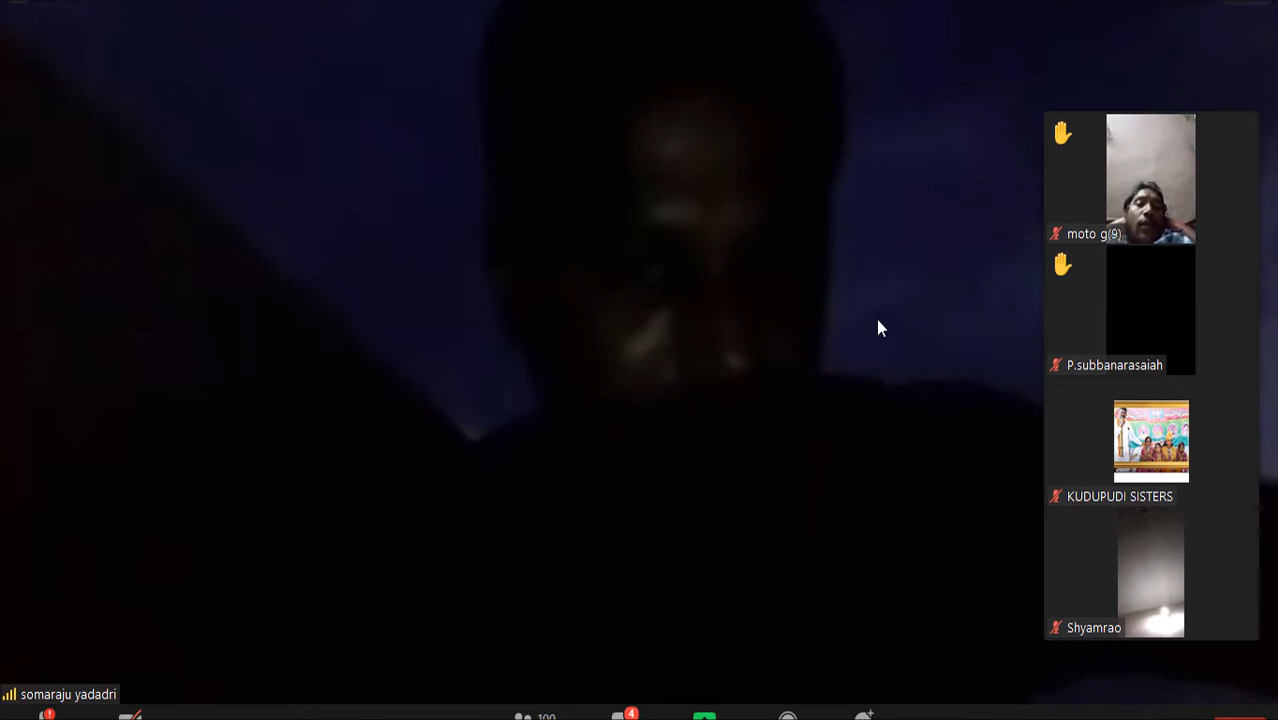 moto g(9)
P.subbanarasaiah
KUDUPUDI SISTERS
Shyamrao
somaraju yadadri
100
4